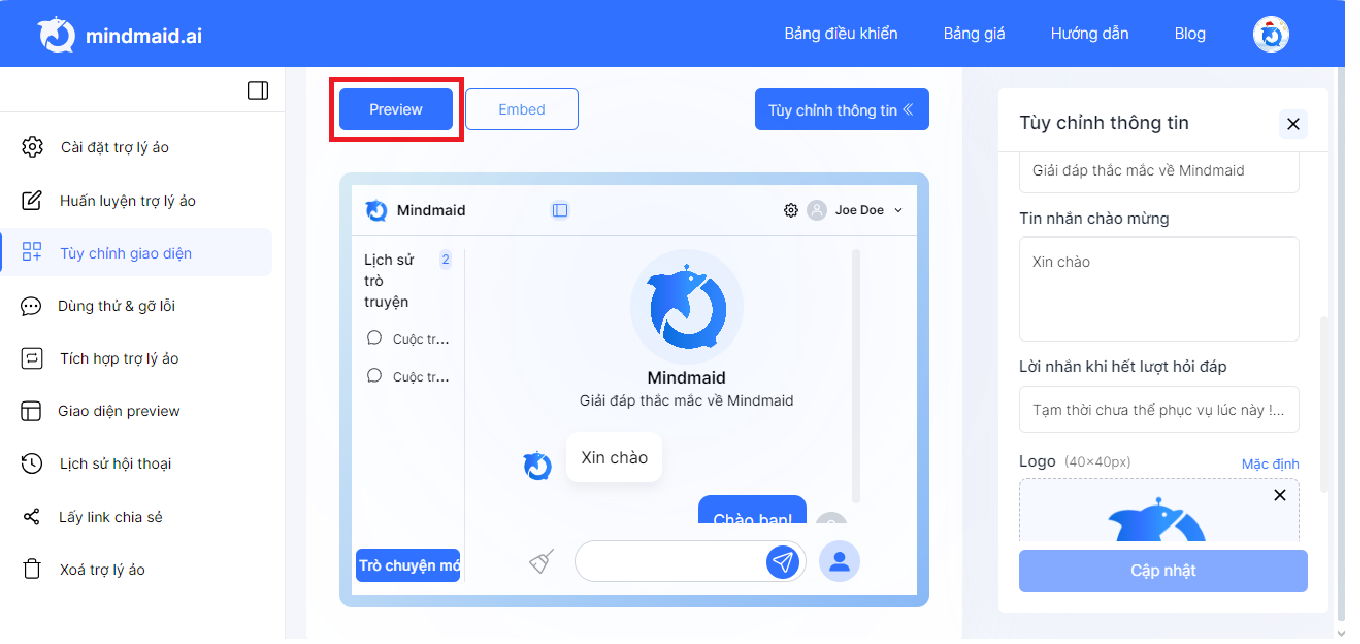 mindmaid.ai
Bảng điều khiển
Bảng giá
Hướng dẫn
Blog
Cài đặt trợ lý ảo
Huấn luyện trợ lý ảo
Tùy chỉnh giao diện
Dùng thử & gỡ lỗi
Tích hợp trợ lý ảo
Giao diện preview
Lịch sử hội thoại
Lấy link chia sẻ
Xoá trợ lý ảo
Preview
Embed
Tùy chỉnh thông tin
Mindmaid
Joe Doe
Lịch sử
trò
truyện
2
Cuộc tr...
Cuộc tr...
Trò chuyện mớ
Mindmaid
Giải đáp thắc mắc về Mindmaid
Xin chào
Chào bạn!
Tùy chỉnh thông tin
Giải đáp thắc mắc về Mindmaid
Tin nhắn chào mừng
Xin chào
Lời nhắn khi hết lượt hỏi đáp
Tạm thời chưa thể phục vụ lúc này !...
Logo (40×40px)
Mặc định
Cập nhật